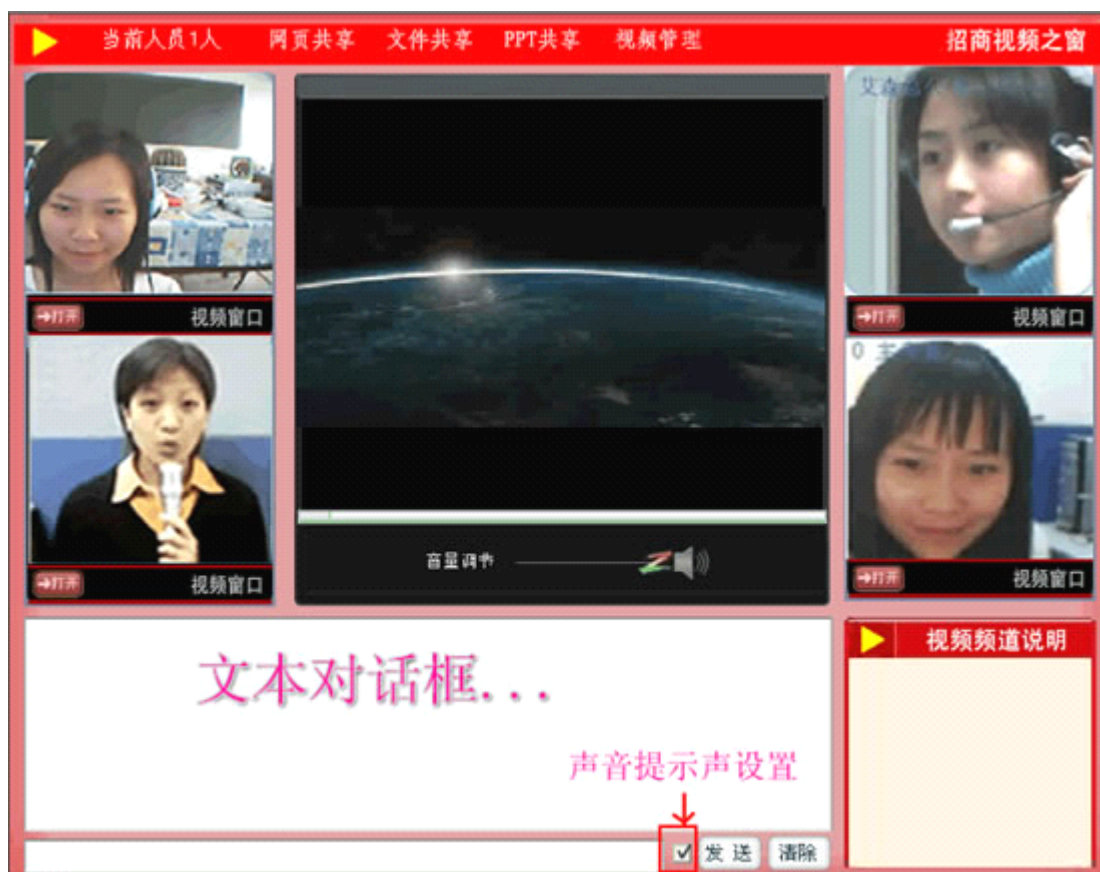 当前人员1人 网页共享 文件共享 PPT共享 视频管理 招商视频之窗
打开 视频窗口
打开 视频窗口
音量调节
打开 视频窗口
打开 视频窗口
文本对话框...
声音提示声设置
发送 清除
视频频道说明